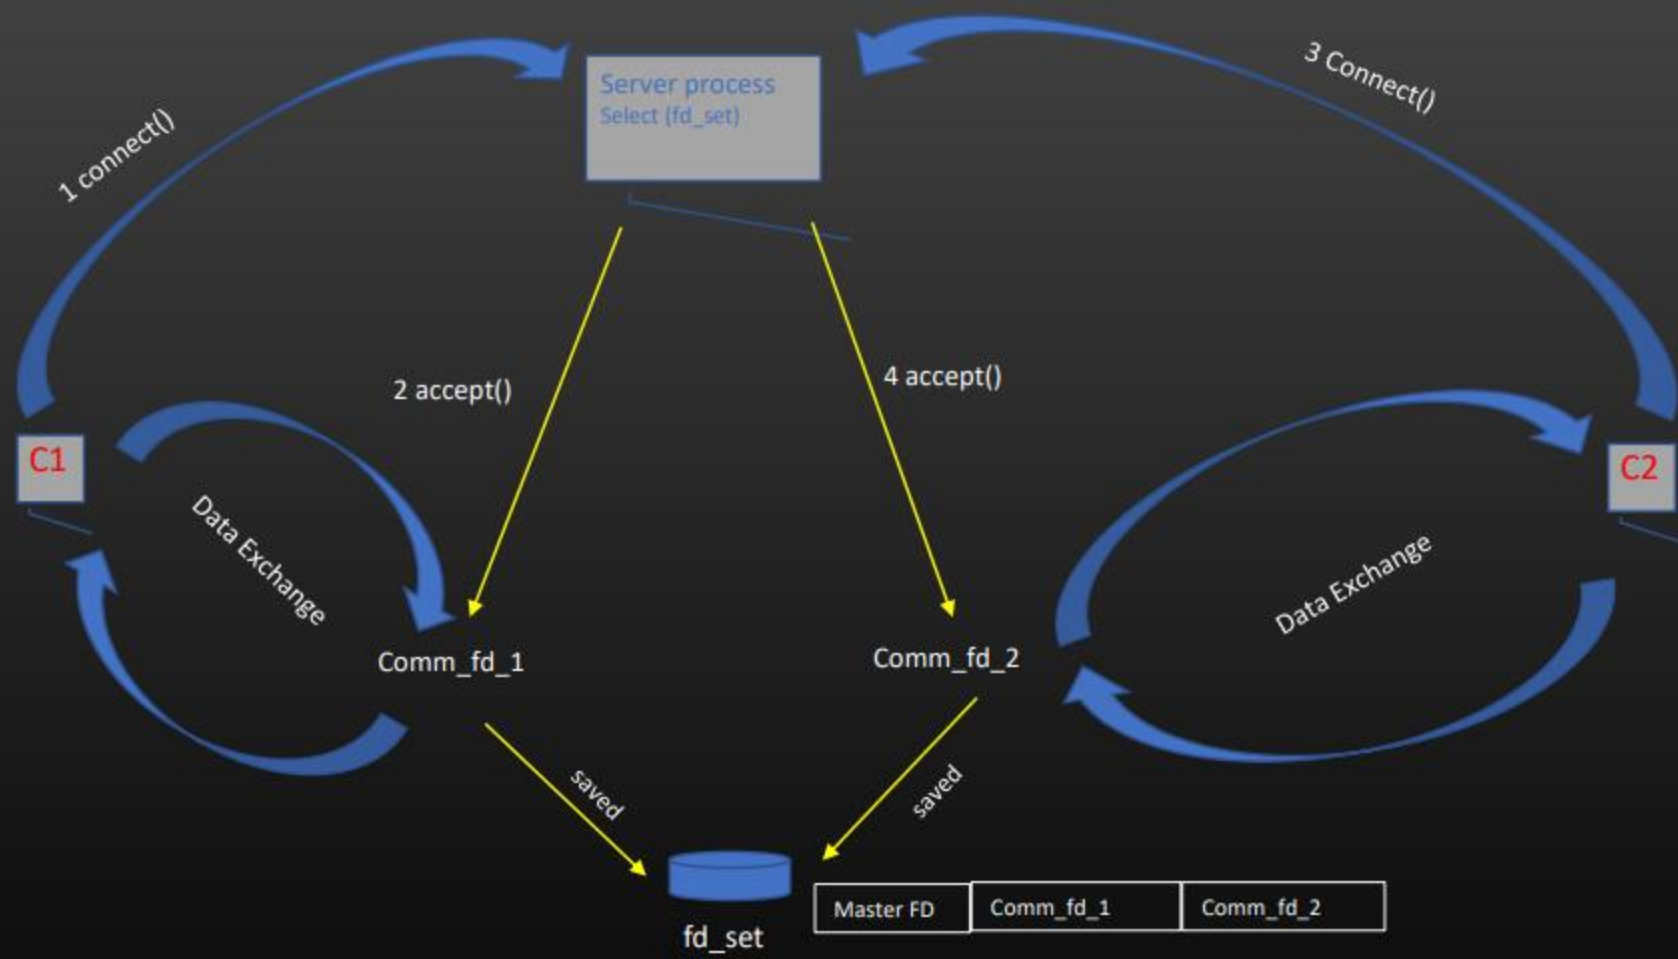 3 Connect()
Server process
Select (fd_set)
1 connect()
2 accept()
4 accept()
C1
C2
Data Exchange
Data Exchange
Comm_fd_1
Comm_fd_2
saved
saved
Master FD
Comm_fd_1
Comm_fd_2
fd_set